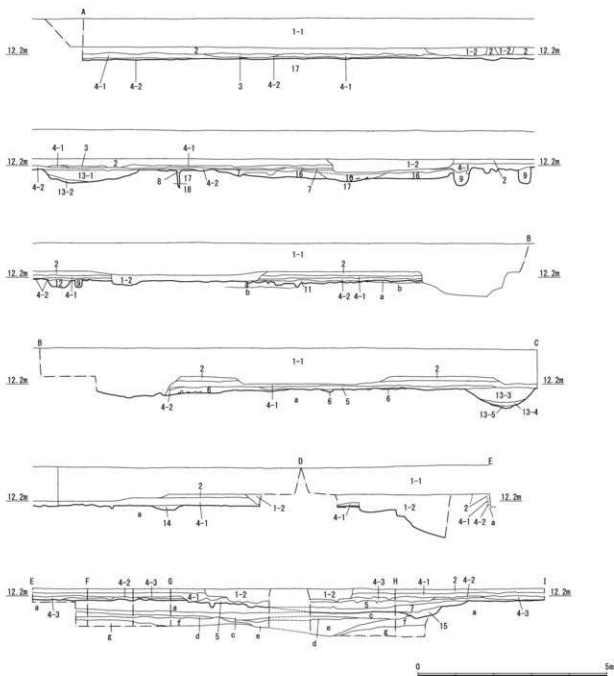 A
1-1
12.2m 2 1-2 2 1-2 2 12.2m
4-1 4-2 3 4-1
17
4-1 3 4-1
12.2m 2 1-2 4-1 12.2m
4-2 13-1 13-2 8 17 18 4-2 7 16 7 17 16 9 2 9
B
1-1
12.2m 2 2 12.2m
4-2 12 4-1 9 1-2 b 11 4-2 4-1 a b
B C
1-1
12.2m 2 2 12.2m
4-2 6 4-1 a 6 5 6 13-3 13-5 13-4
D E
1-1
12.2m 2 1-2 1-2 12.2m
a 14 4-1 4-1 2 4-1 4-2 a
E F 4-2 4-3 G 4-3 H 4-1 2 4-2 I
12.2m 4-1 1-2 1-2 12.2m
a 4-3 a 5 5 7 a 4-3
g f d 5 c e d e c f g 15
0 5m